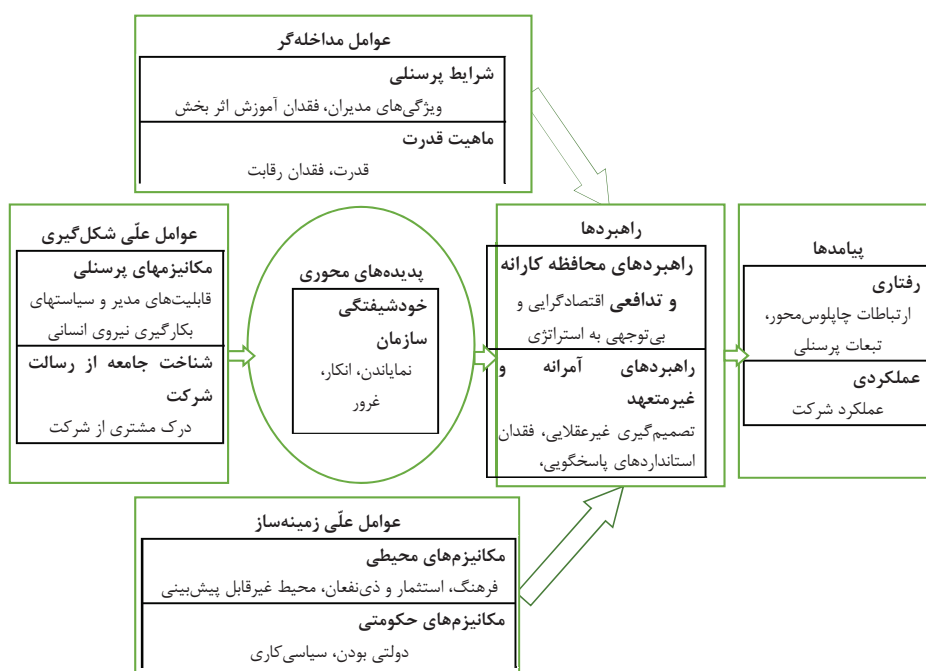 عوامل مداخله‌گر
شرایط پرسنلی
ویژگی‌های مدیران، فقدان آموزش اثر بخش
ماهیت قدرت
قدرت، فقدان رقابت
عوامل علّی شکل‌گیری
مکانیزمهای پرسنلی
قابلیت‌های مدیر و سیاستهای
بکارگیری نیروی انسانی
شناخت جامعه از رسالت
شرکت
درک مشتری از شرکت
پدیده‌های محوری
خودشیفتگی
سازمان
نمایاندن، انکار،
غرور
راهبردها
راهبردهای محافظه کارانه
و تدافعی اقتصادگرایی و
بی‌توجهی به استراتژی
راهبردهای آمرانه و
غیرمتعهد
تصمیم‌گیری غیرعقلایی، فقدان
استانداردهای پاسخگویی،
پیامدها
رفتاری
ارتباطات چاپلوس‌محور،
تبعات پرسنلی
عملکردی
عملکرد شرکت
عوامل علّی زمینه‌ساز
مکانیزم‌های محیطی
فرهنگ، استثمار و ذی‌نفعان، محیط غیرقابل پیش‌بینی
مکانیزم‌های حکومتی
دولتی بودن، سیاسی‌کاری